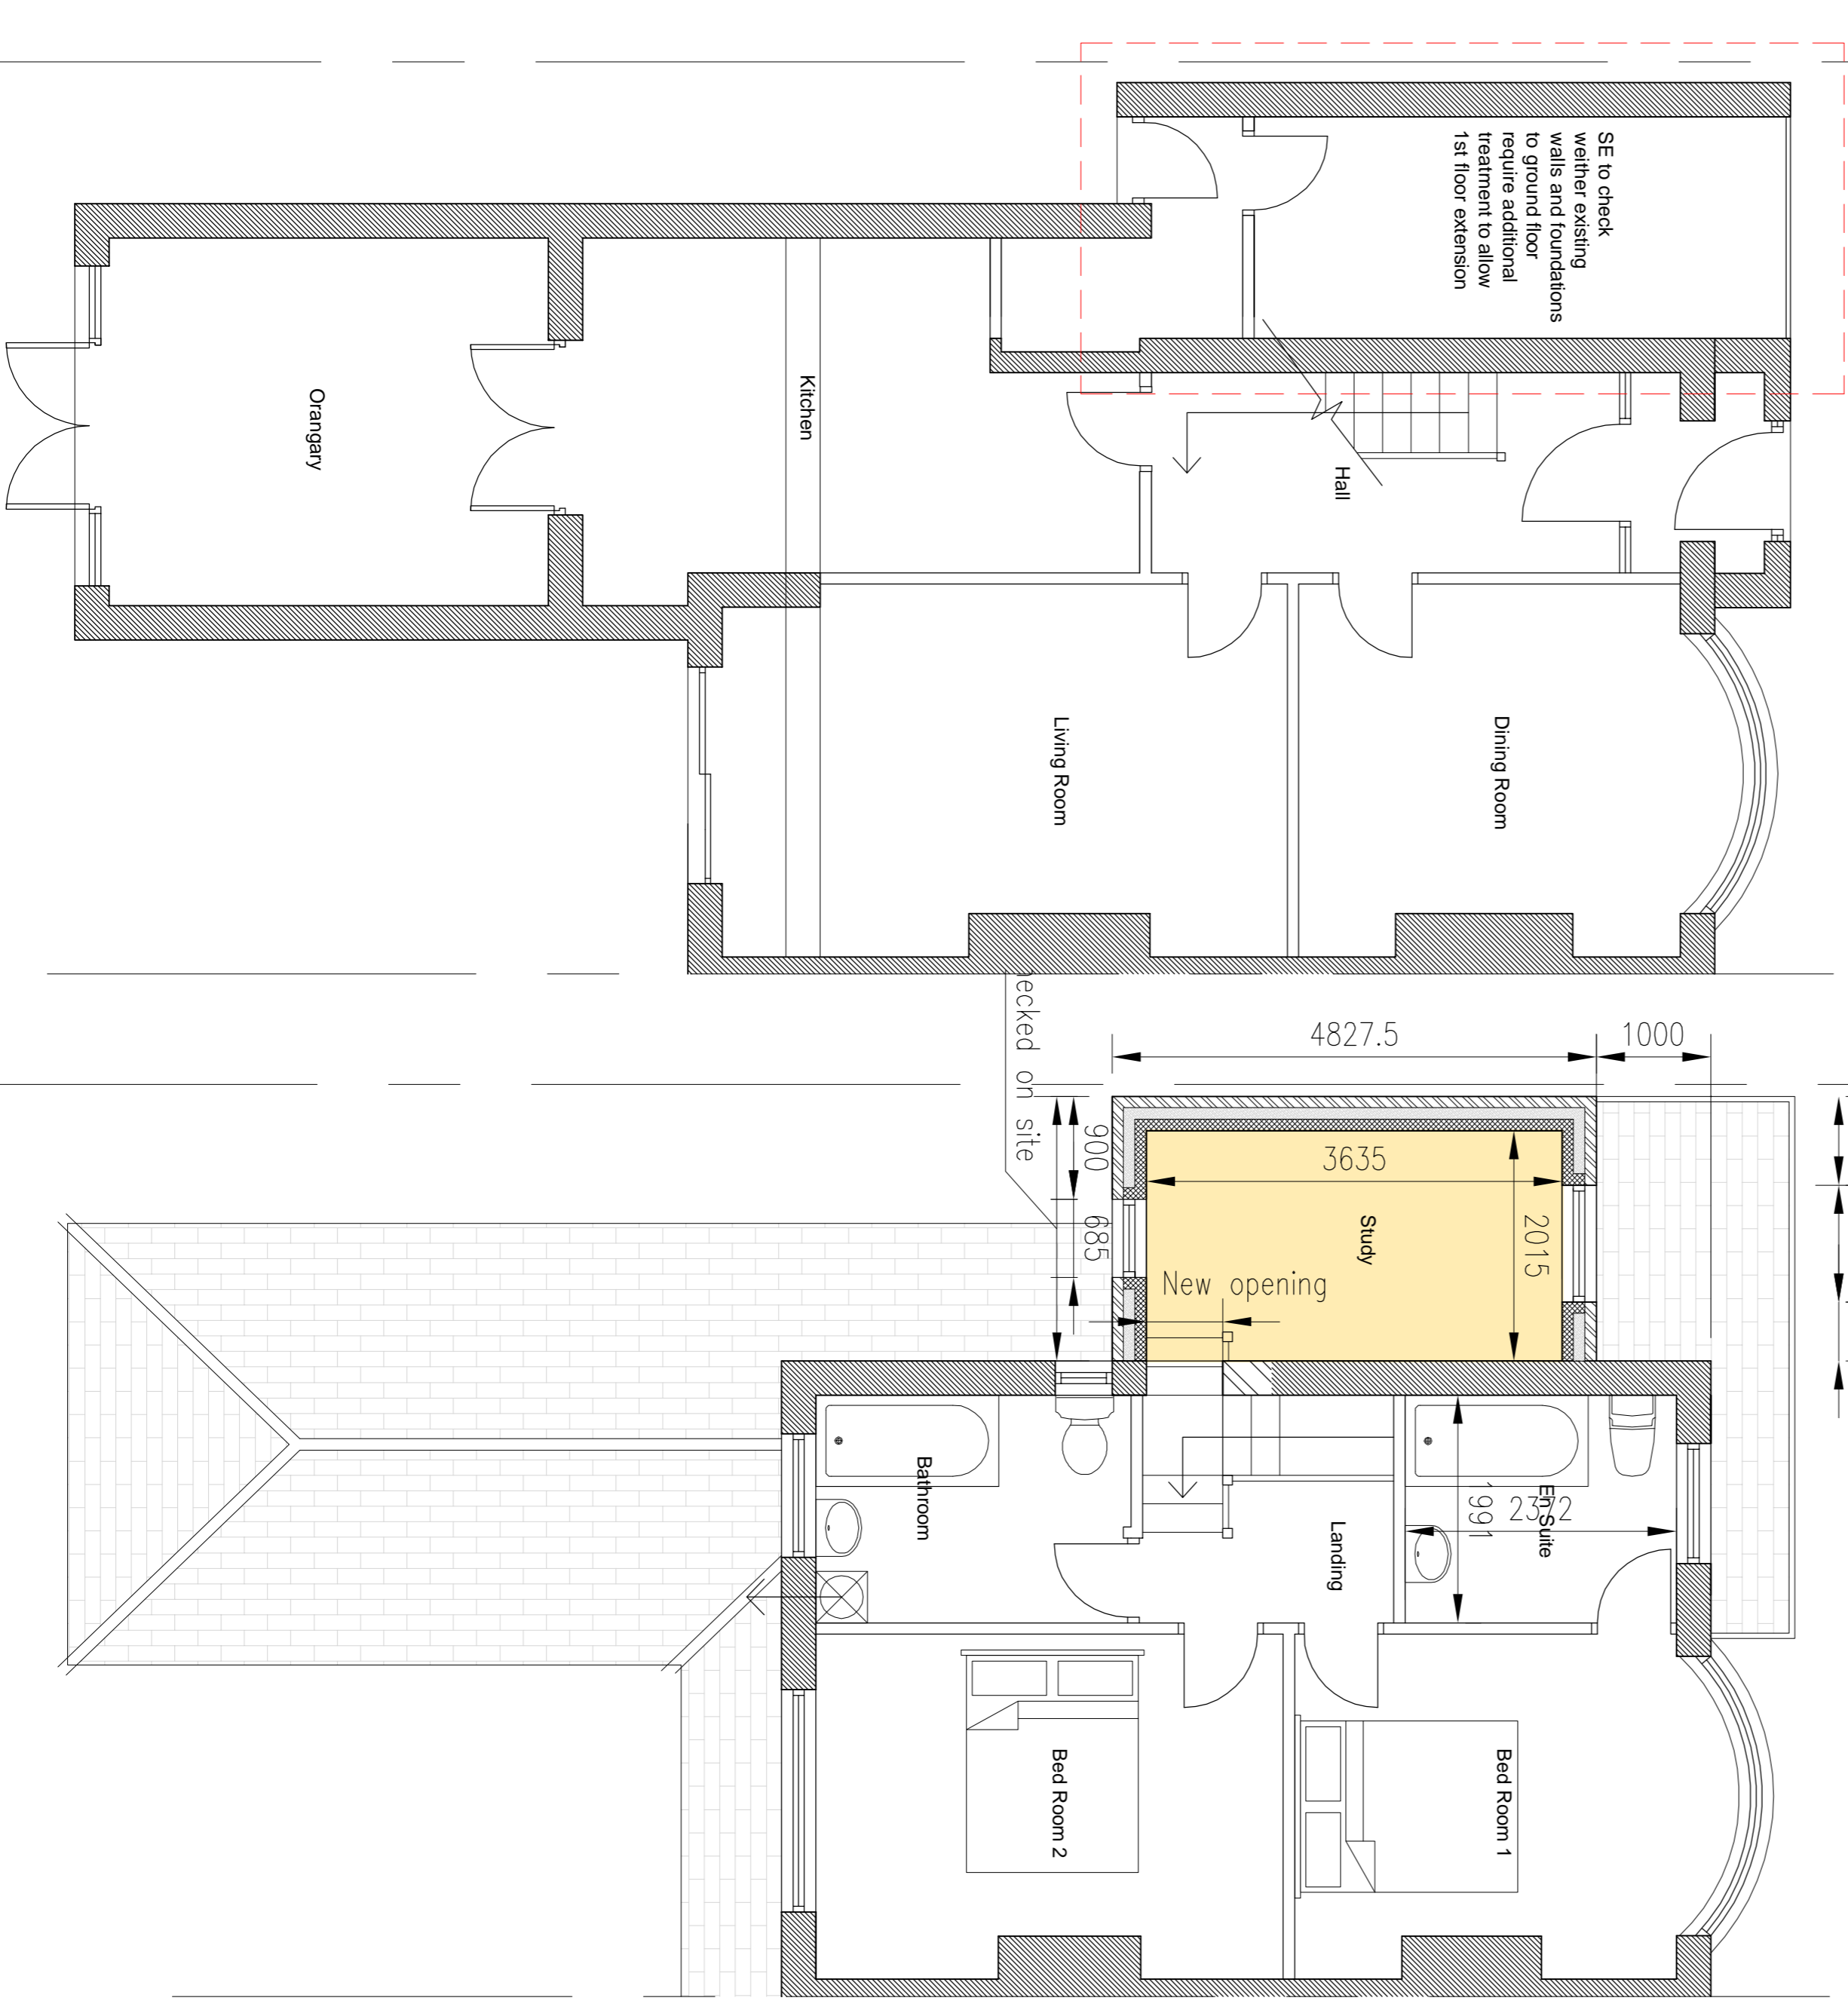 SE to check
weither existing
walls and foundations
to ground floor
require additional
treatment to allow
1st floor extension
Hall
Kitchen
Orangary
Dining Room
Living Room
ecked on site
4827.5
1000
900
685
3635
2015
Study
New opening
Bathroom
Landing
En Suite
2372
1991
Bed Room 1
Bed Room 2